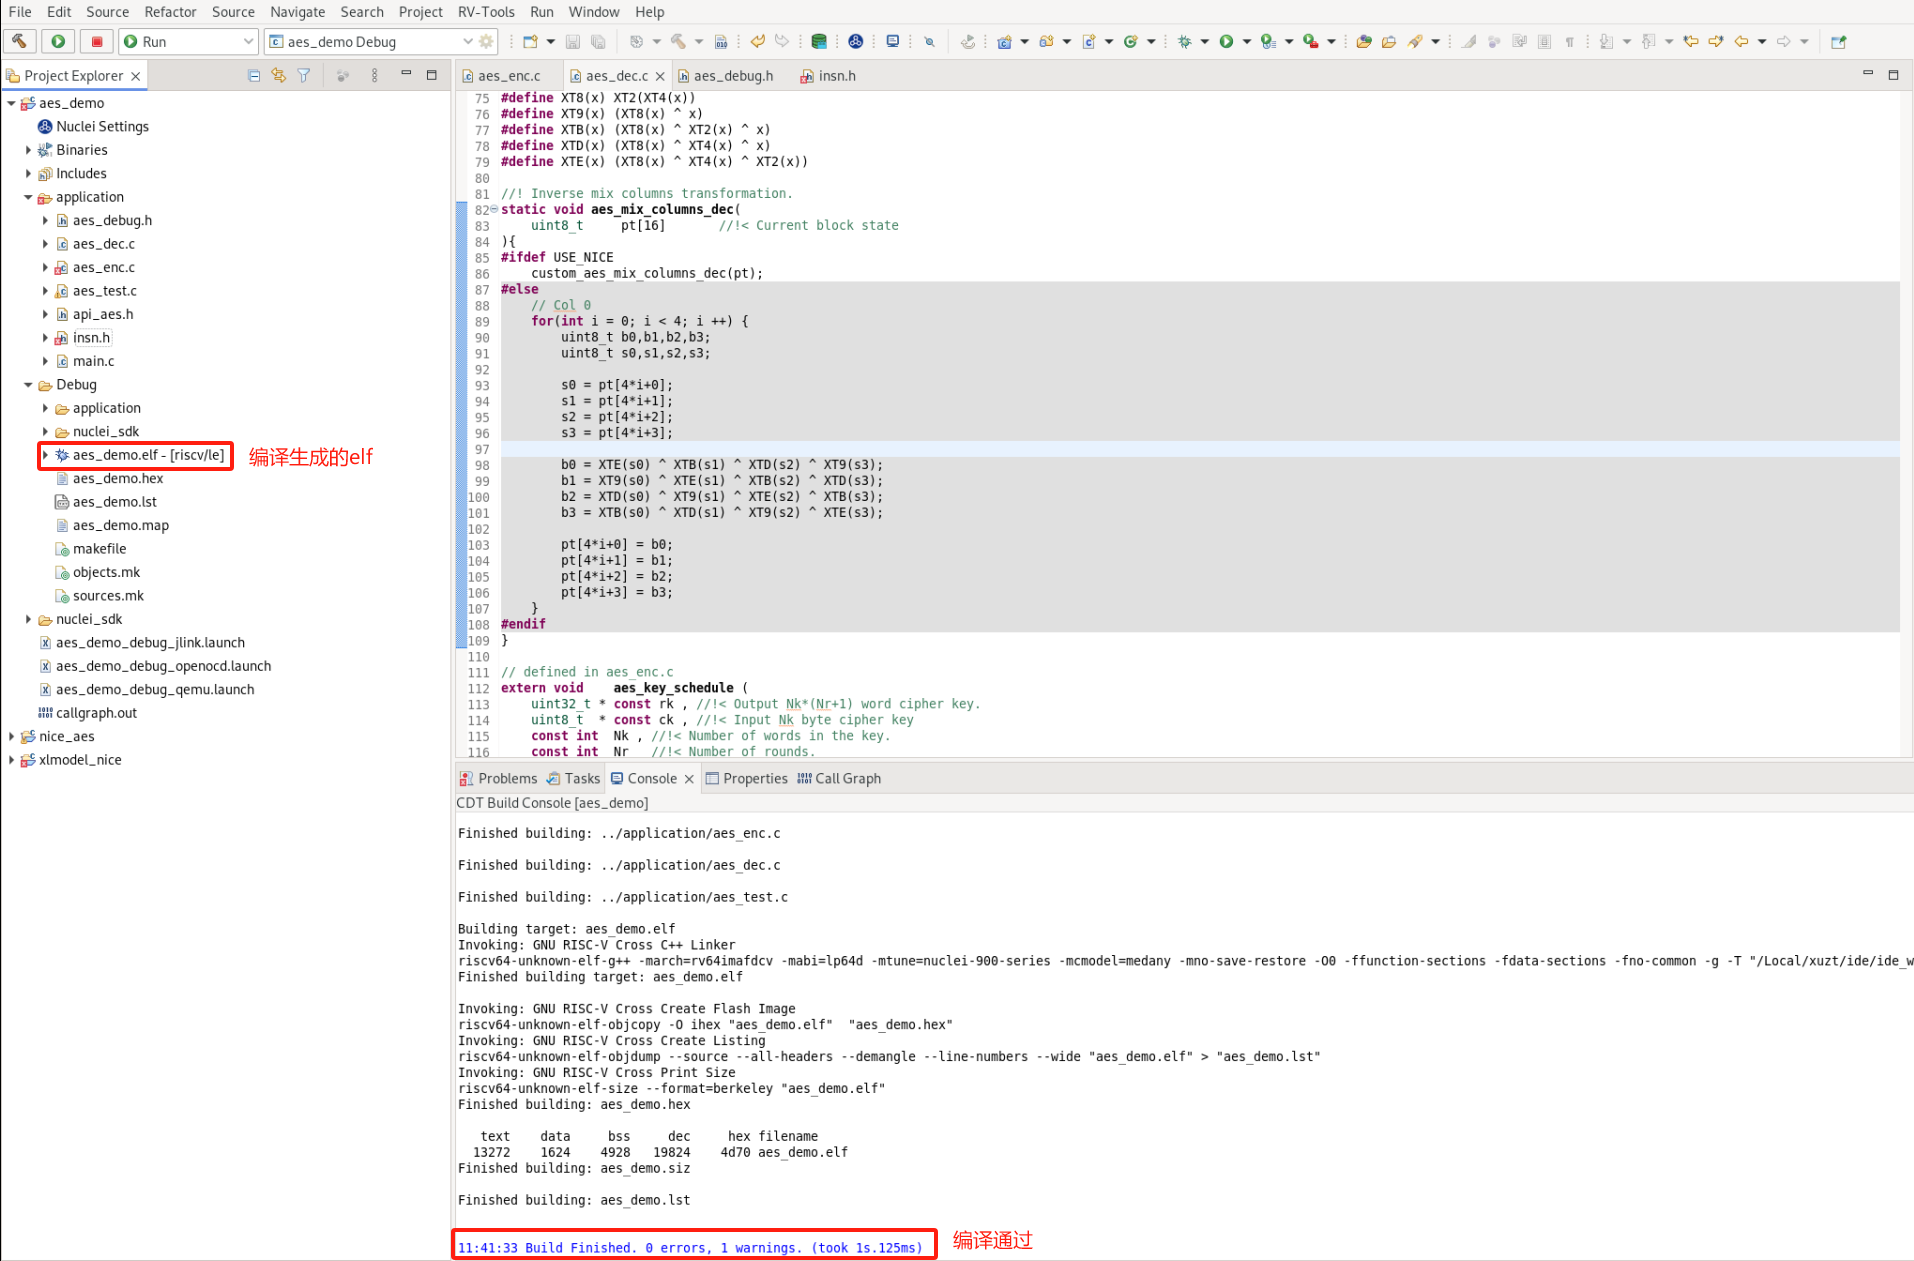 File Edit Source Refactor Source Navigate Search Project RV-Tools Run Window Help
Run aes_demo Debug
Project Explorer
aes_demo
Nuclei Settings
Binaries
Includes
application
aes_debug.h
aes_dec.c
aes_enc.c
aes_test.c
api_aes.h
insn.h
main.c
Debug
application
nuclei_sdk
aes_demo.elf - [riscv/le] 编译生成的elf
aes_demo.hex
aes_demo.lst
aes_demo.map
makefile
objects.mk
sources.mk
nuclei_sdk
aes_demo_debug_jlink.launch
aes_demo_debug_openocd.launch
aes_demo_debug_qemu.launch
callgraph.out
nice_aes
xlmodel_nice
aes_enc.c aes_dec.c aes_debug.h insn.h
75 #define XT8(x) XT2(XT4(x))
76 #define XT9(x) (XT8(x) ^ x)
77 #define XTB(x) (XT8(x) ^ XT2(x) ^ x)
78 #define XTD(x) (XT8(x) ^ XT4(x) ^ x)
79 #define XTE(x) (XT8(x) ^ XT4(x) ^ XT2(x))
80
81 //! Inverse mix columns transformation.
82 static void aes_mix_columns_dec(
83 uint8_t pt[16] //!< Current block state
84 ){
85 #ifdef USE_NICE
86 custom_aes_mix_columns_dec(pt);
87 #else
88 // Col 0
89 for(int i = 0; i < 4; i ++) {
90 uint8_t b0,b1,b2,b3;
91 uint8_t s0,s1,s2,s3;
92
93 s0 = pt[4*i+0];
94 s1 = pt[4*i+1];
95 s2 = pt[4*i+2];
96 s3 = pt[4*i+3];
97
98 b0 = XTE(s0) ^ XTB(s1) ^ XTD(s2) ^ XT9(s3);
99 b1 = XT9(s0) ^ XTE(s1) ^ XTB(s2) ^ XTD(s3);
100 b2 = XTD(s0) ^ XT9(s1) ^ XTE(s2) ^ XTB(s3);
101 b3 = XTB(s0) ^ XTD(s1) ^ XT9(s2) ^ XTE(s3);
102
103 pt[4*i+0] = b0;
104 pt[4*i+1] = b1;
105 pt[4*i+2] = b2;
106 pt[4*i+3] = b3;
107 }
108 #endif
109 }
110
111 // defined in aes_enc.c
112 extern void aes_key_schedule (
113 uint32_t * const rk , //!< Output Nk*(Nr+1) word cipher key.
114 uint8_t * const ck , //!< Input Nk byte cipher key
115 const int Nk , //!< Number of words in the key.
116 const int Nr //!< Number of rounds.
Problems Tasks Console Properties Call Graph
CDT Build Console [aes_demo]
Finished building: ../application/aes_enc.c
Finished building: ../application/aes_dec.c
Finished building: ../application/aes_test.c
Building target: aes_demo.elf
Invoking: GNU RISC-V Cross C++ Linker
riscv64-unknown-elf-g++ -march=rv64imafdcv -mabi=lp64d -mtune=nuclei-900-series -mcmodel=medany -mno-save-restore -O0 -ffunction-sections -fdata-sections -fno-common -g -T "/Local/xuzt/ide/ide_w
Finished building target: aes_demo.elf
Invoking: GNU RISC-V Cross Create Flash Image
riscv64-unknown-elf-objcopy -O ihex "aes_demo.elf" "aes_demo.hex"
Invoking: GNU RISC-V Cross Create Listing
riscv64-unknown-elf-objdump --source --all-headers --demangle --line-numbers --wide "aes_demo.elf" > "aes_demo.lst"
Invoking: GNU RISC-V Cross Print Size
riscv64-unknown-elf-size --format=berkeley "aes_demo.elf"
Finished building: aes_demo.hex
text data bss dec hex filename
13272 1624 4928 19824 4d70 aes_demo.elf
Finished building: aes_demo.siz
Finished building: aes_demo.lst
11:41:33 Build Finished. 0 errors, 1 warnings. (took 1s.125ms) 编译通过